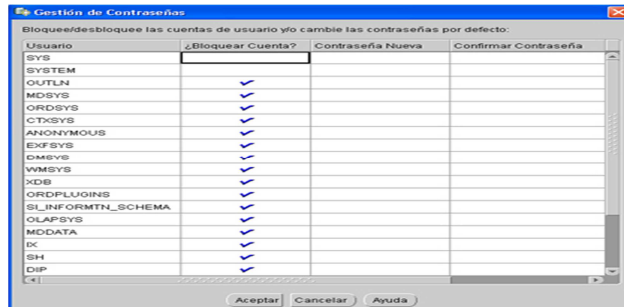 Gestión de Contraseñas
Bloquee/desbloquee las cuentas de usuario y/o cambie las contraseñas por defecto:
Usuario ¿Bloquear Cuenta? Contraseña Nueva Confirmar Contraseña
SYS
SYSTEM
OUTLN
MDSYS
ORDSYS
CTXSYS
ANONYMOUS
EXFSYS
DMSYS
WMSYS
XDB
ORDPLUGINS
SI_INFORMTN_SCHEMA
OLAPSYS
MDDATA
IX
SH
DIP
Aceptar Cancelar Ayuda